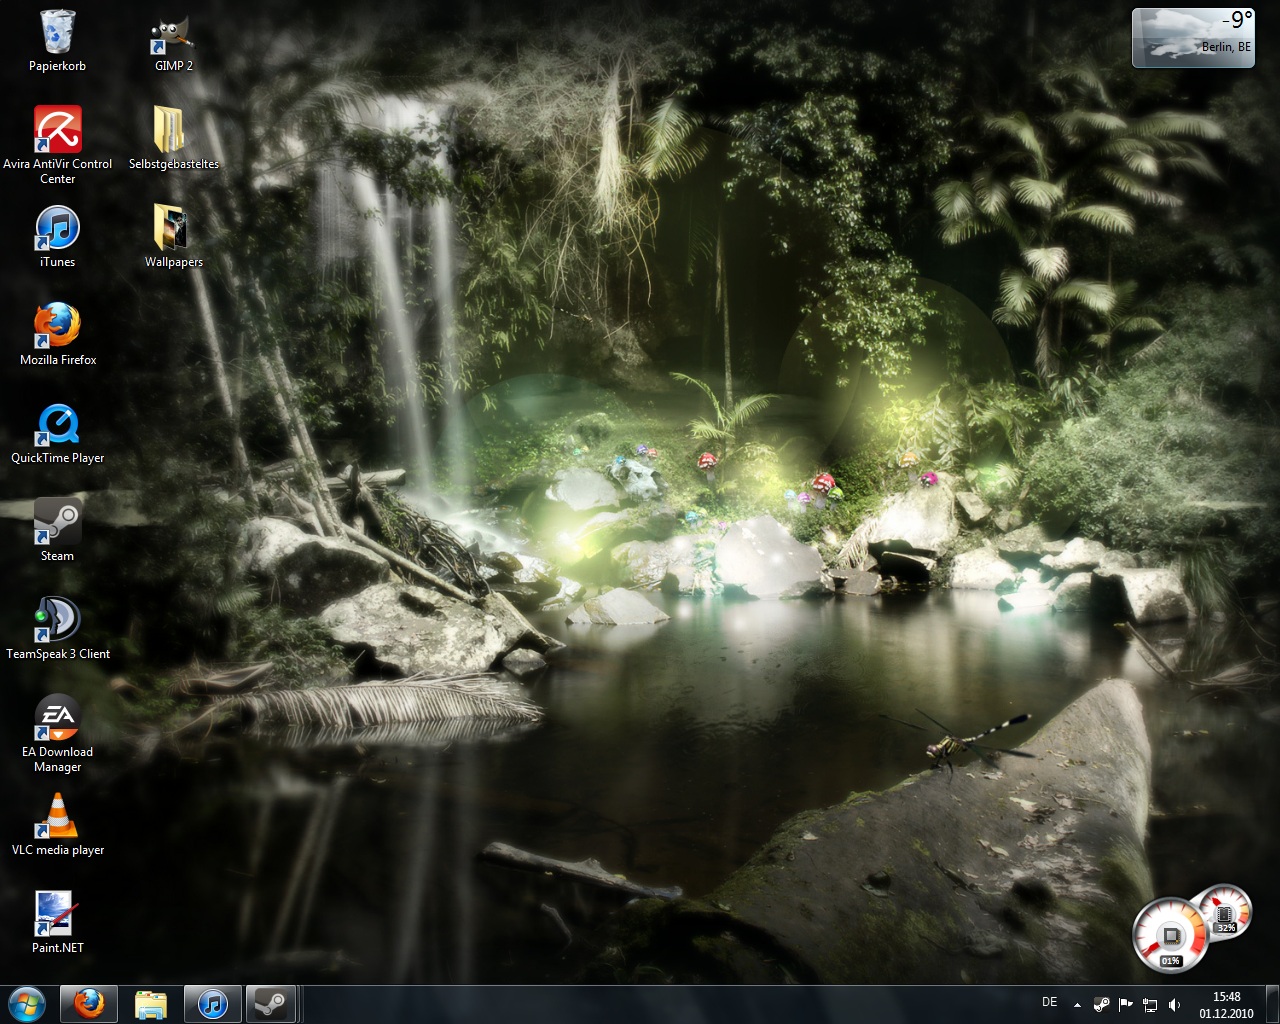 Papierkorb
GIMP 2
Avira AntiVir Control
Center
Selbstgebasteltes
iTunes
Wallpapers
Mozilla Firefox
QuickTime Player
Steam
TeamSpeak 3 Client
EA
EA Download
Manager
VLC media player
Paint.NET
-9°
Berlin, BE
32%
01%
DE
15:48
01.12.2010